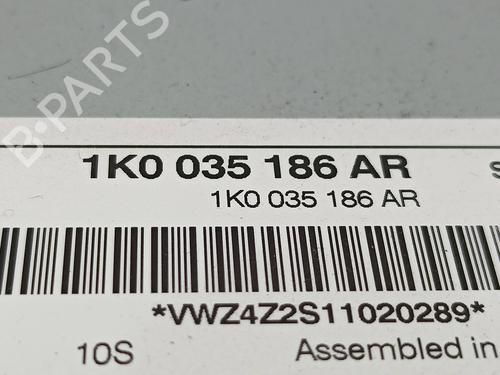 B-PARTS
1K0 035 186 AR
1K0 035 186 AR
*VWZ4Z2S11020289*
10S
Assembled in